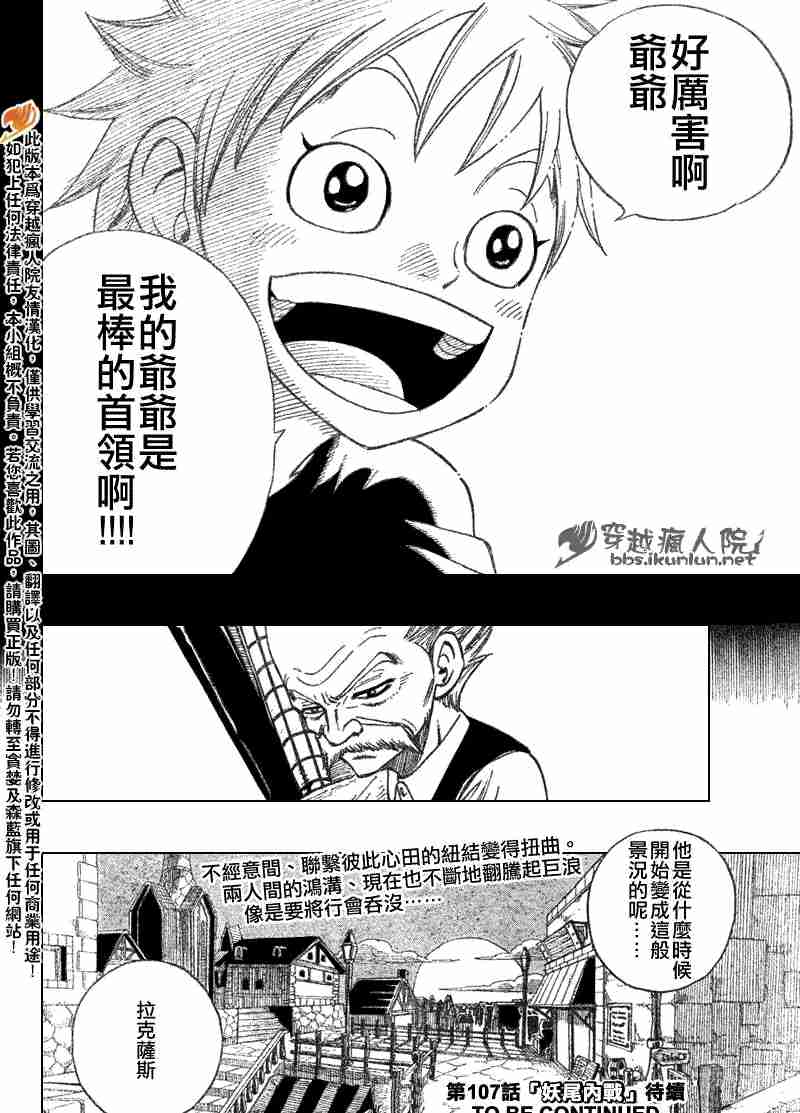 好厲害啊
爺爺
我的爺爺是
最棒的首領啊
!!!!
穿越瘋人院
bbs.ikunlun.net
不經意間、聯繫彼此心田的紐結變得扭曲。
兩人間的鴻溝、現在也不斷地翻騰起巨浪
像是要將行會吞沒……
他是從什麼時候
開始變成這般
景況的呢……
拉克薩斯
第107話「妖尾內戰」待續
TO BE CONTINUED
此版本爲穿越瘋人院友情漢化，僅供學習交流之用，其圖、翻譯以及任何部分不得進行修改或用于任何商業用途！
如犯上任何法律責任，本小組概不負責。若您喜歡此作品，請購買正版！請勿轉至貪婪及森藍旗下任何網站！